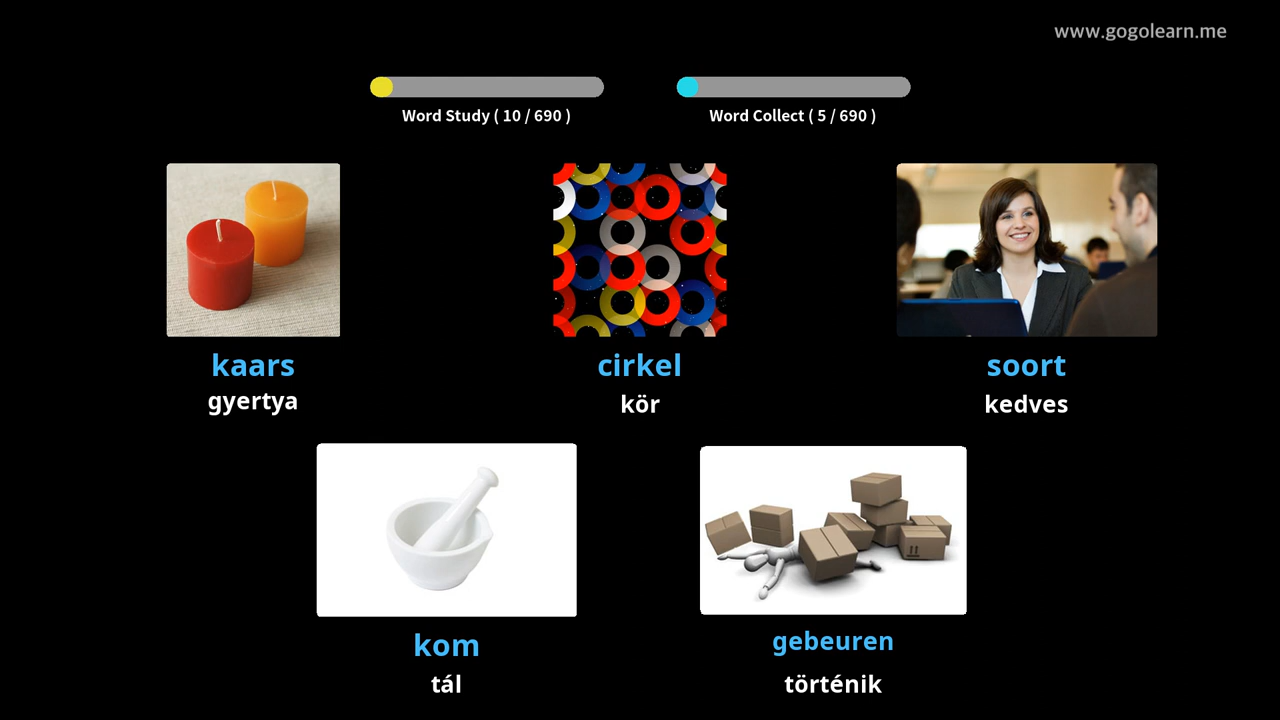 www.gogolearn.me
Word Study ( 10 / 690 )
Word Collect ( 5 / 690 )
kaars
gyertya
cirkel
kör
soort
kedves
kom
tál
gebeuren
történik